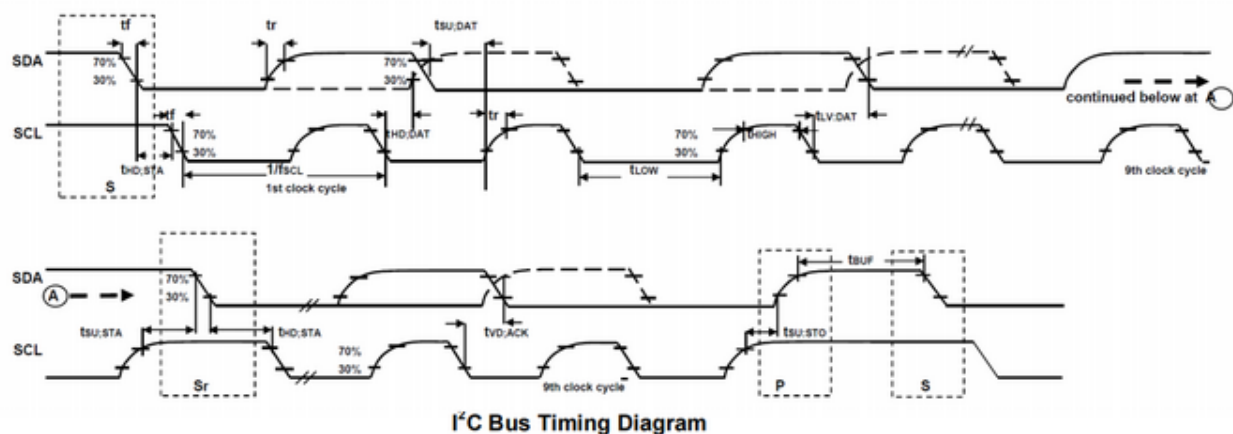 tf tr tSU;DAT
SDA
70% 70%
30% 30%
continued below at A
tf tHD;DAT tr tHIGH tLV;DAT
SCL
70% 70%
30% 30%
tHD;STA 1/fSCL tLOW
S 1st clock cycle 9th clock cycle
SDA
70% tBUF
A 30%
tSU;STA tHD;STA tVD;ACK tSU;STO
SCL
70%
30%
Sr 9th clock cycle P S
I²C Bus Timing Diagram